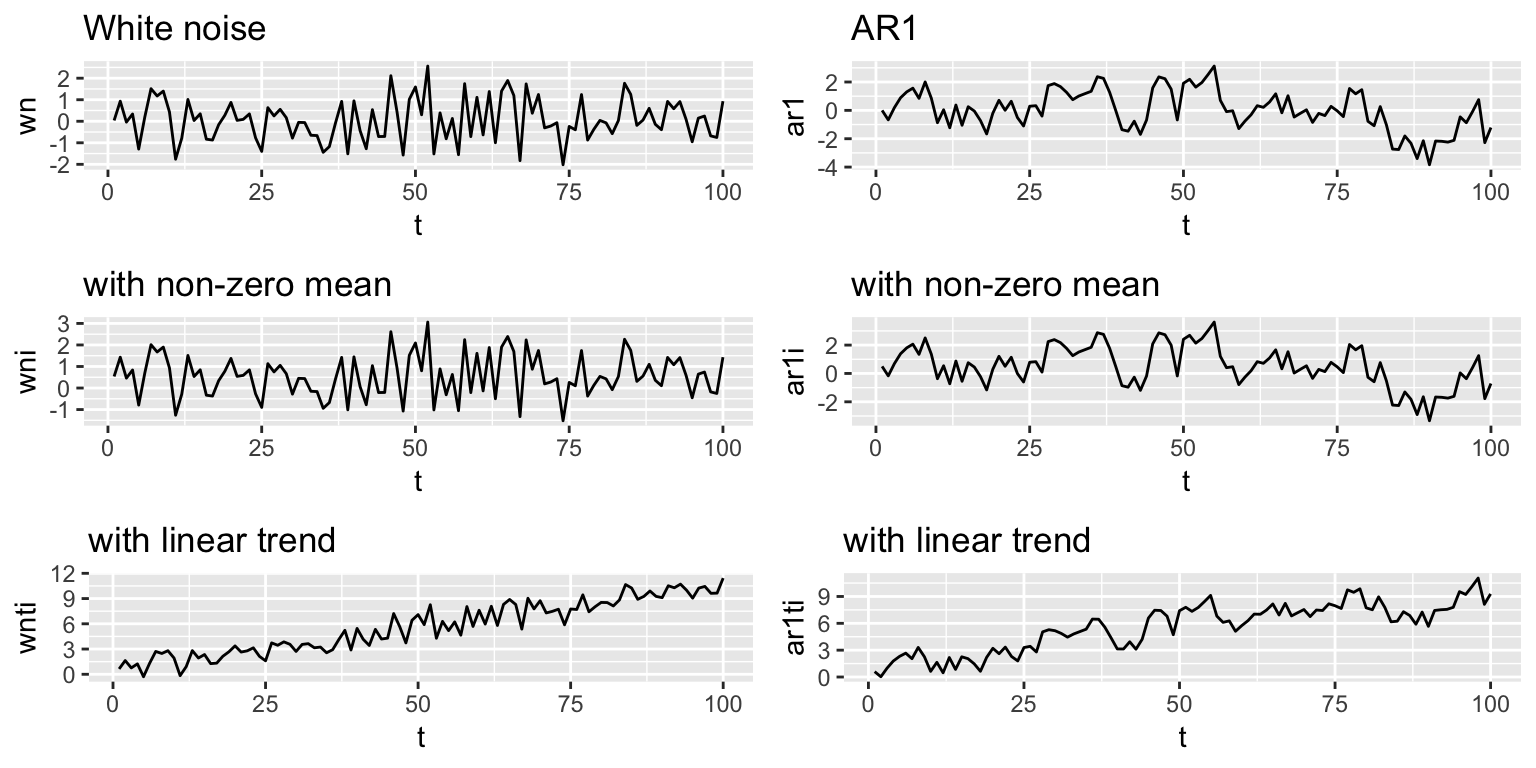 White noise
wn
2
1
0
-1
-2
0 25 50 75 100
t
AR1
ar1
2
0
-2
-4
0 25 50 75 100
t
with non-zero mean
wni
3
2
1
0
-1
0 25 50 75 100
t
with non-zero mean
ar1i
2
0
-2
0 25 50 75 100
t
with linear trend
wnti
12
9
6
3
0
0 25 50 75 100
t
with linear trend
ar1ti
9
6
3
0
0 25 50 75 100
t